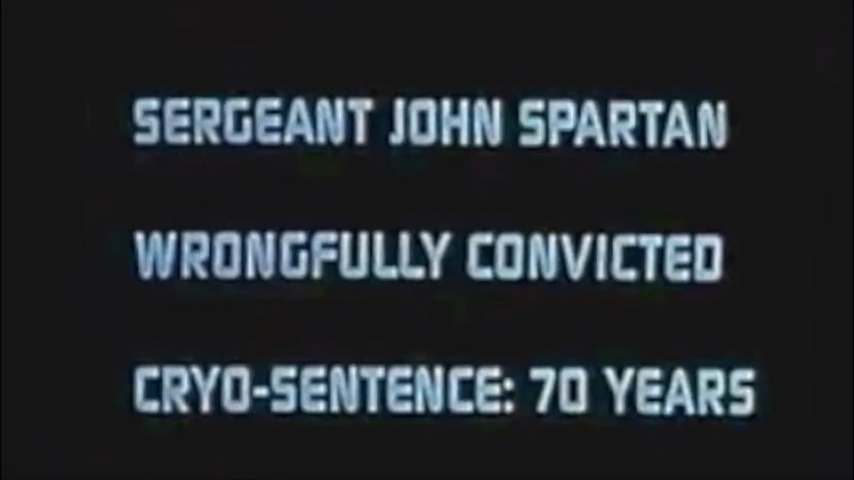 SERGEANT JOHN SPARTAN
WRONGFULLY CONVICTED
CRYO-SENTENCE: 70 YEARS